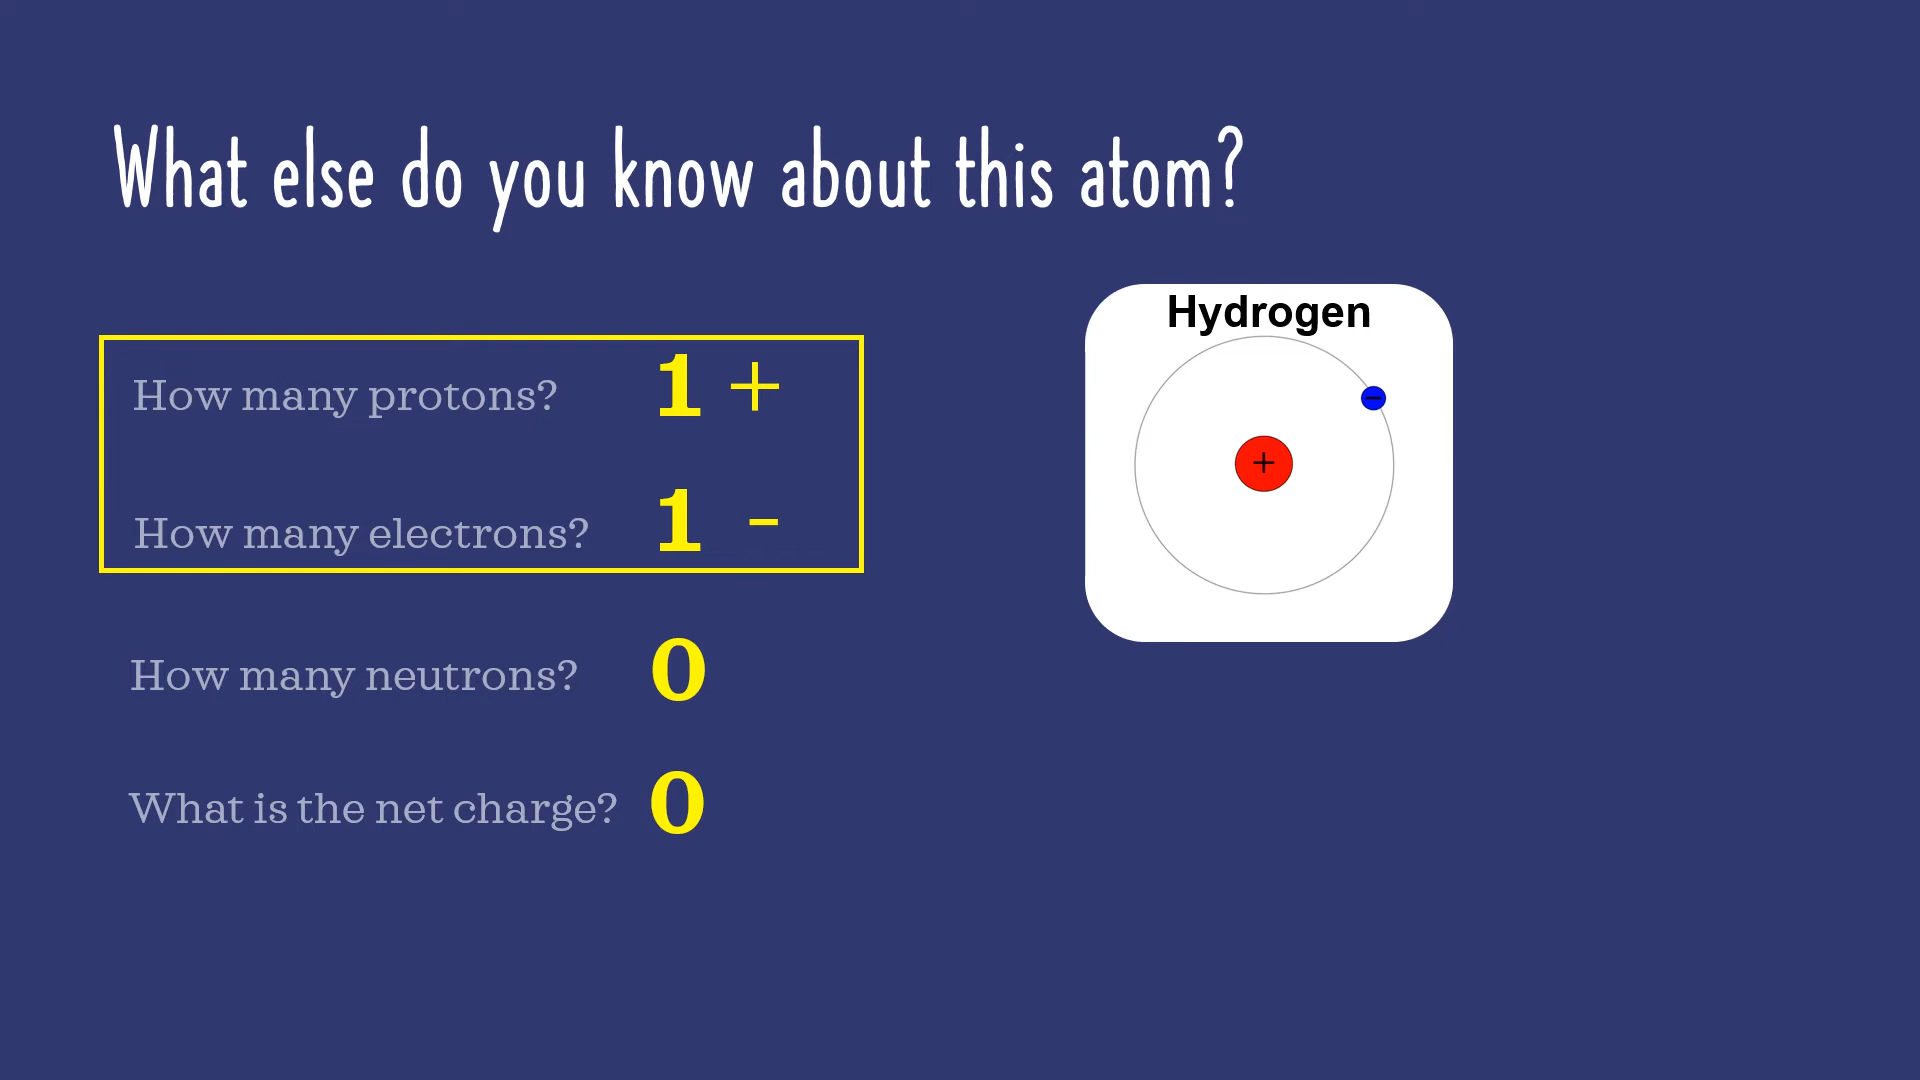 What else do you know about this atom?
How many protons? 1 +
How many electrons? 1 -
How many neutrons? 0
What is the net charge? 0
Hydrogen
-
+